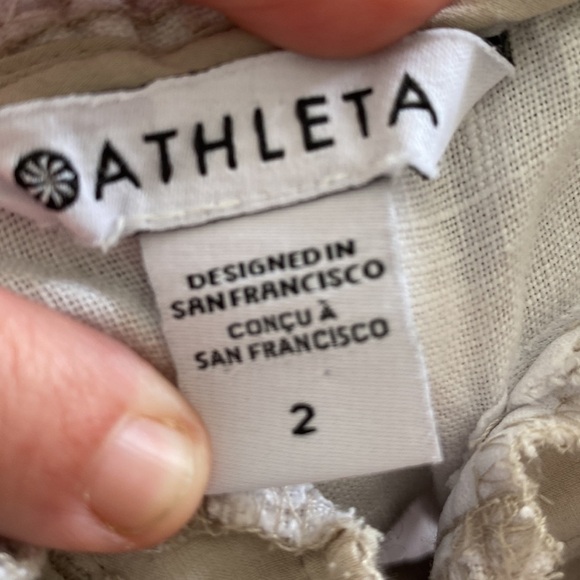 ATHLETA
DESIGNED IN
SAN FRANCISCO
CONÇU À
SAN FRANCISCO
2